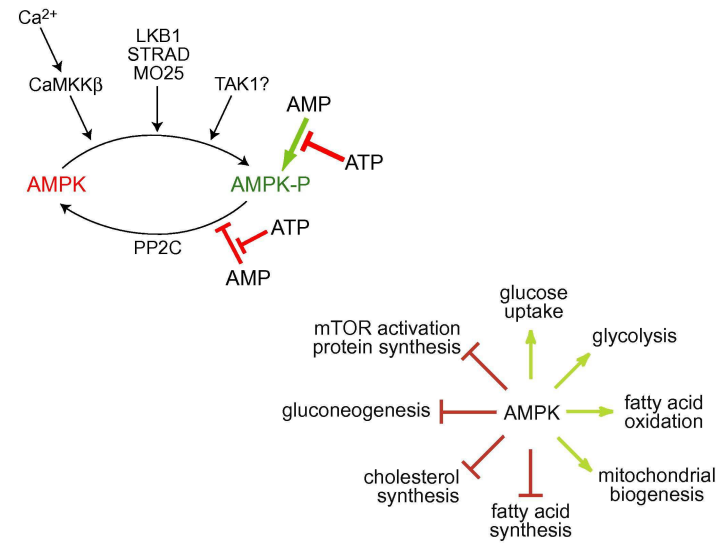 Ca²⁺
LKB1
STRAD
MO25
CaMKKβ
TAK1?
AMP
ATP
AMPK
AMPK-P
PP2C
ATP
AMP
glucose
uptake
mTOR activation
protein synthesis
glycolysis
gluconeogenesis
AMPK
fatty acid
oxidation
cholesterol
synthesis
mitochondrial
biogenesis
fatty acid
synthesis